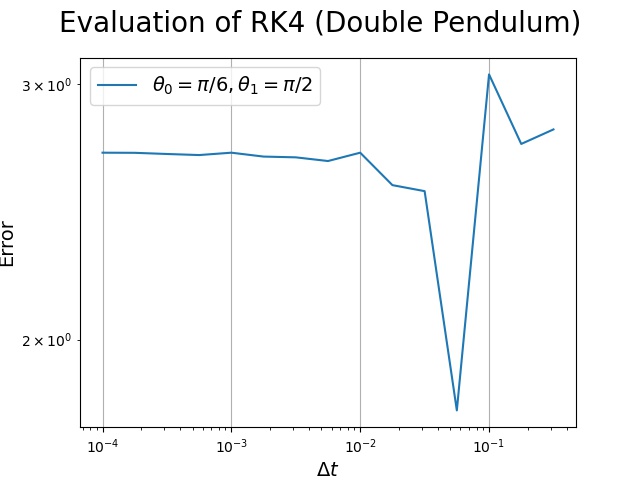 Evaluation of RK4 (Double Pendulum)
θ₀ = π/6, θ₁ = π/2
3 × 10⁰
2 × 10⁰
Error
10⁻⁴ 10⁻³ 10⁻² 10⁻¹
Δt